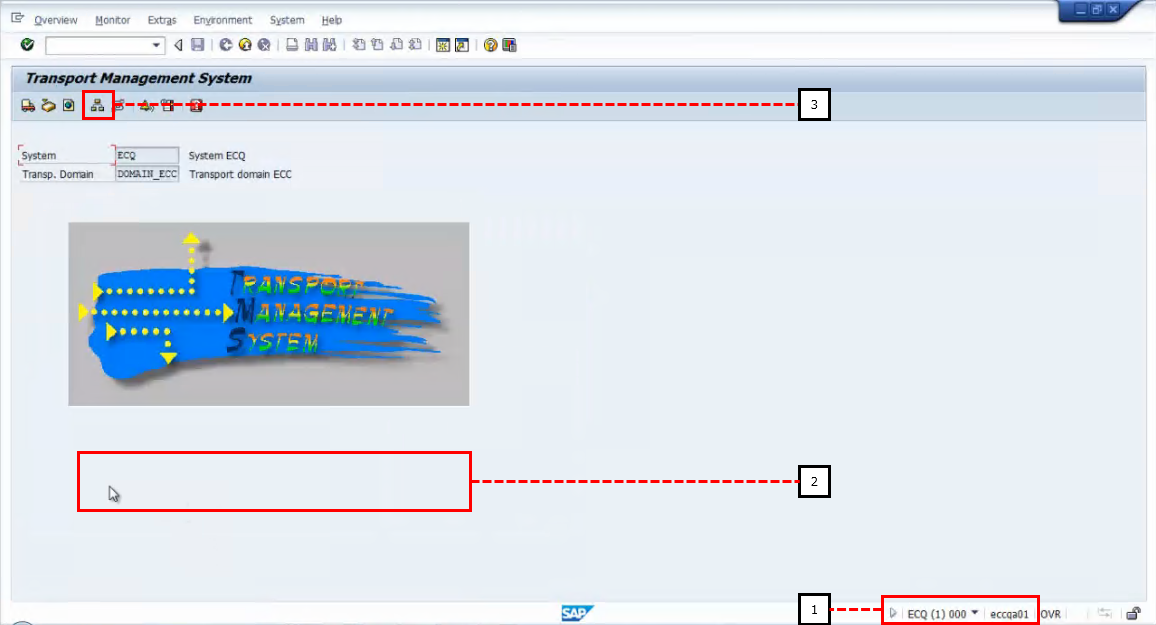 Overview Monitor Extras Environment System Help
Transport Management System
3
System ECQ System ECQ
Transp. Domain DOMAIN_ECC Transport domain ECC
TRANSPORT
MANAGEMENT
SYSTEM
2
SAP
1
ECQ (1) 000 eccqa01 OVR